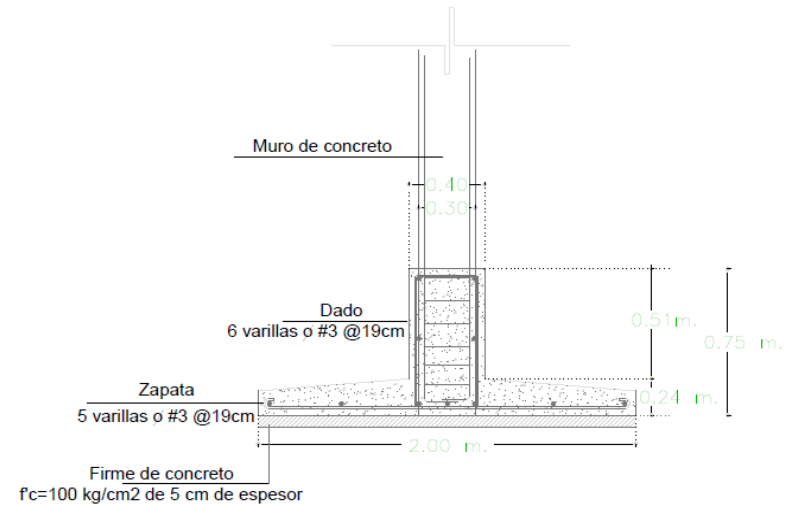 Muro de concreto
0.40
0.30
Dado
6 varillas ø #3 @19cm
0.51m.
0.75 m.
Zapata
5 varillas ø #3 @19cm
0.24 m.
2.00 m.
Firme de concreto
f'c=100 kg/cm2 de 5 cm de espesor